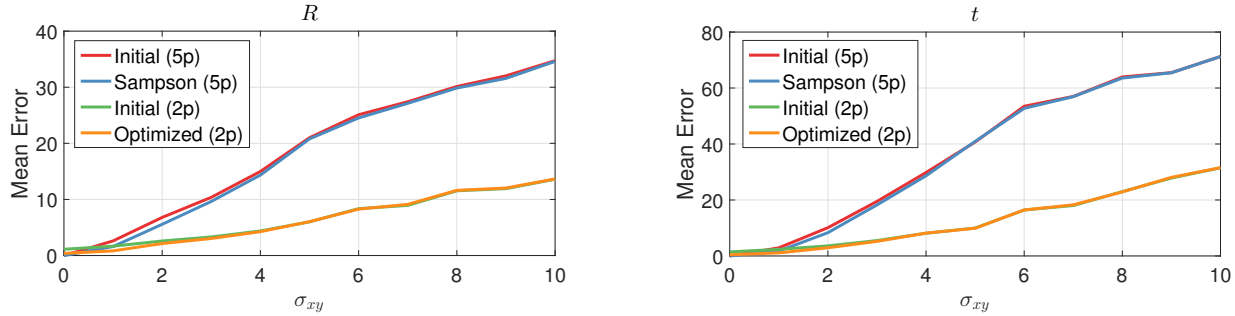 R
40
30
20
10
0
Mean Error
Initial (5p)
Sampson (5p)
Initial (2p)
Optimized (2p)
0 2 4 6 8 10
σxy
t
80
60
40
20
0
Mean Error
Initial (5p)
Sampson (5p)
Initial (2p)
Optimized (2p)
0 2 4 6 8 10
σxy